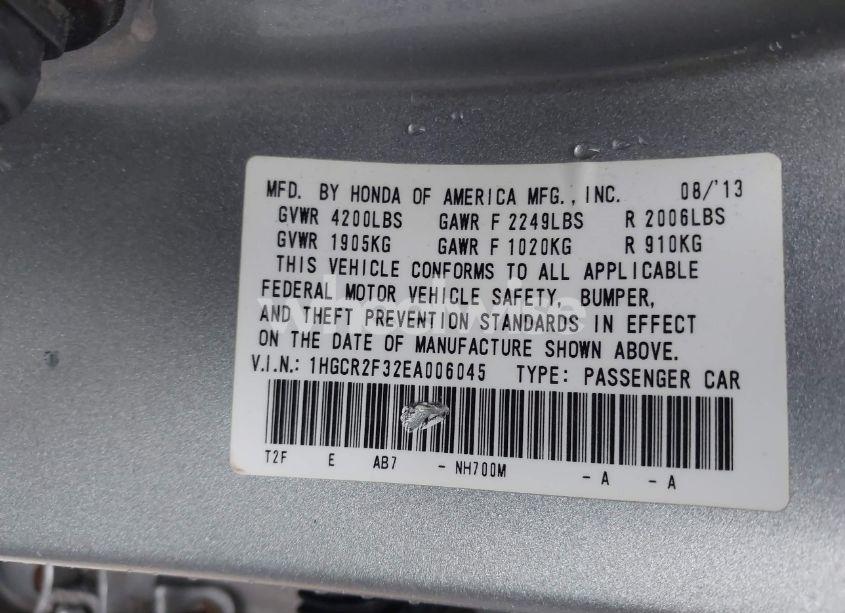 MFD. BY HONDA OF AMERICA MFG., INC. 08/'13
GVWR 4200LBS GAWR F 2249LBS R 2006LBS
GVWR 1905KG GAWR F 1020KG R 910KG
THIS VEHICLE CONFORMS TO ALL APPLICABLE
FEDERAL MOTOR VEHICLE SAFETY, BUMPER,
AND THEFT PREVENTION STANDARDS IN EFFECT
ON THE DATE OF MANUFACTURE SHOWN ABOVE.
V.I.N.: 1HGCR2F32EA006045 TYPE: PASSENGER CAR
T2F E AB7 - NH700M - A - A
wheelwise